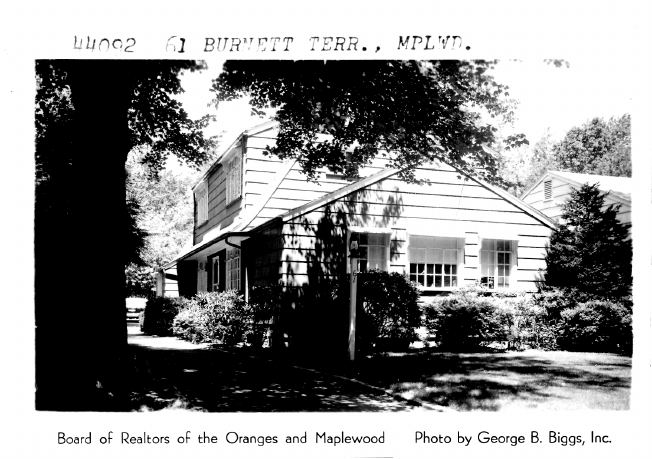 44092 61 BURNETT TERR., MPLWD.
Board of Realtors of the Oranges and Maplewood Photo by George B. Biggs, Inc.